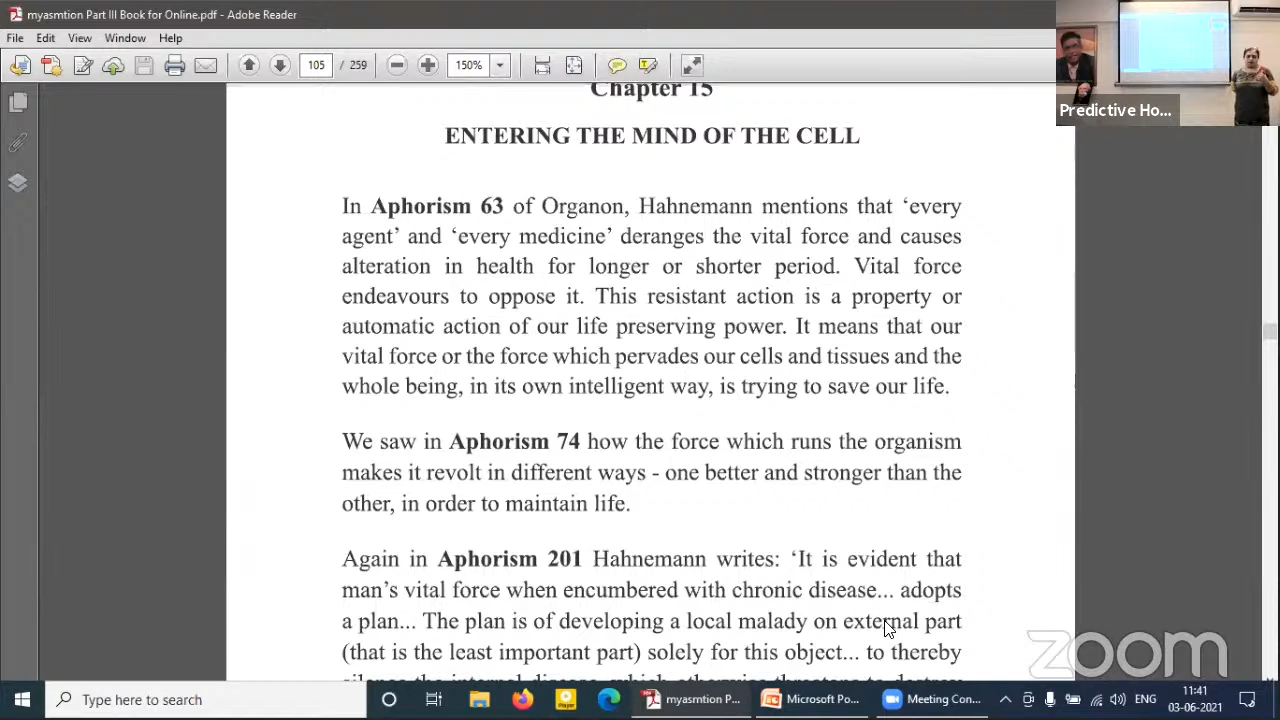 myasmtion Part III Book for Online.pdf - Adobe Reader
File Edit View Window Help
105 / 259 150%
Predictive Ho...
Chapter 15
ENTERING THE MIND OF THE CELL
In Aphorism 63 of Organon, Hahnemann mentions that ‘every
agent’ and ‘every medicine’ deranges the vital force and causes
alteration in health for longer or shorter period. Vital force
endeavours to oppose it. This resistant action is a property or
automatic action of our life preserving power. It means that our
vital force or the force which pervades our cells and tissues and the
whole being, in its own intelligent way, is trying to save our life.
We saw in Aphorism 74 how the force which runs the organism
makes it revolt in different ways - one better and stronger than the
other, in order to maintain life.
Again in Aphorism 201 Hahnemann writes: ‘It is evident that
man’s vital force when encumbered with chronic disease... adopts
a plan... The plan is of developing a local malady on external part
(that is the least important part) solely for this object... to thereby
silence the internal disease, which otherwise threatens to destroy
zoom
Type here to search
Player
myasmtion P...
Microsoft Po...
Meeting Con...
ENG
11:41
03-06-2021